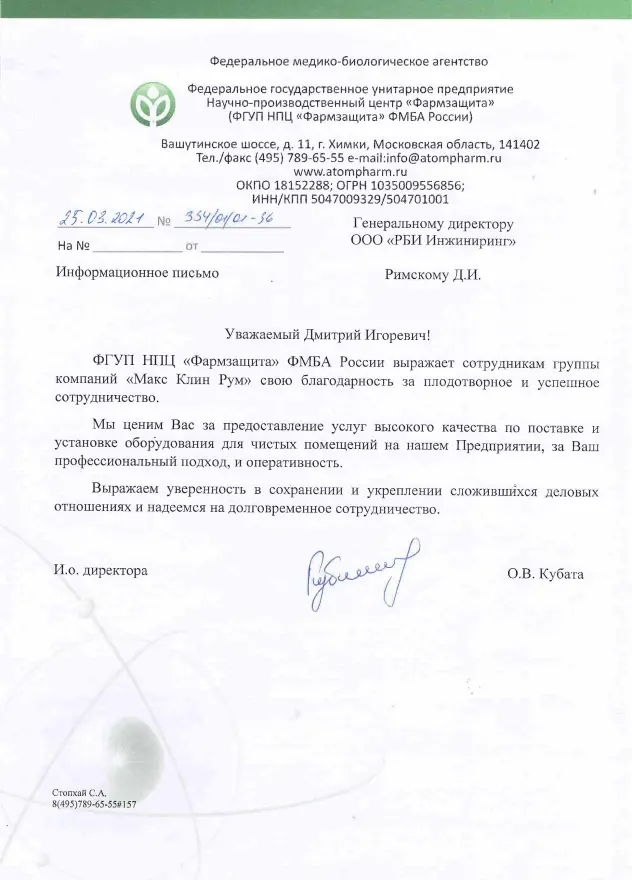 Федеральное медико-биологическое агентство
Федеральное государственное унитарное предприятие
Научно-производственный центр «Фармзащита»
(ФГУП НПЦ «Фармзащита» ФМБА России)
Вашутинское шоссе, д. 11, г. Химки, Московская область, 141402
Тел./факс (495) 789-65-55 e-mail:info@atompharm.ru
www.atompharm.ru
ОКПО 18152288; ОГРН 1035009556856;
ИНН/КПП 5047009329/504701001
25.03.2021 № 334/01/01-36
На № _____________ от ____________
Генеральному директору
ООО «РБИ Инжиниринг»
Информационное письмо
Римскому Д.И.
Уважаемый Дмитрий Игоревич!
ФГУП НПЦ «Фармзащита» ФМБА России выражает сотрудникам группы
компаний «Макс Клин Рум» свою благодарность за плодотворное и успешное
сотрудничество.
Мы ценим Вас за предоставление услуг высокого качества по поставке и
установке оборудования для чистых помещений на нашем Предприятии, за Ваш
профессиональный подход, и оперативность.
Выражаем уверенность в сохранении и укреплении сложившихся деловых
отношениях и надеемся на долговременное сотрудничество.
И.о. директора
О.В. Кубата
Стопхай С.А.
8(495)789-65-55#157